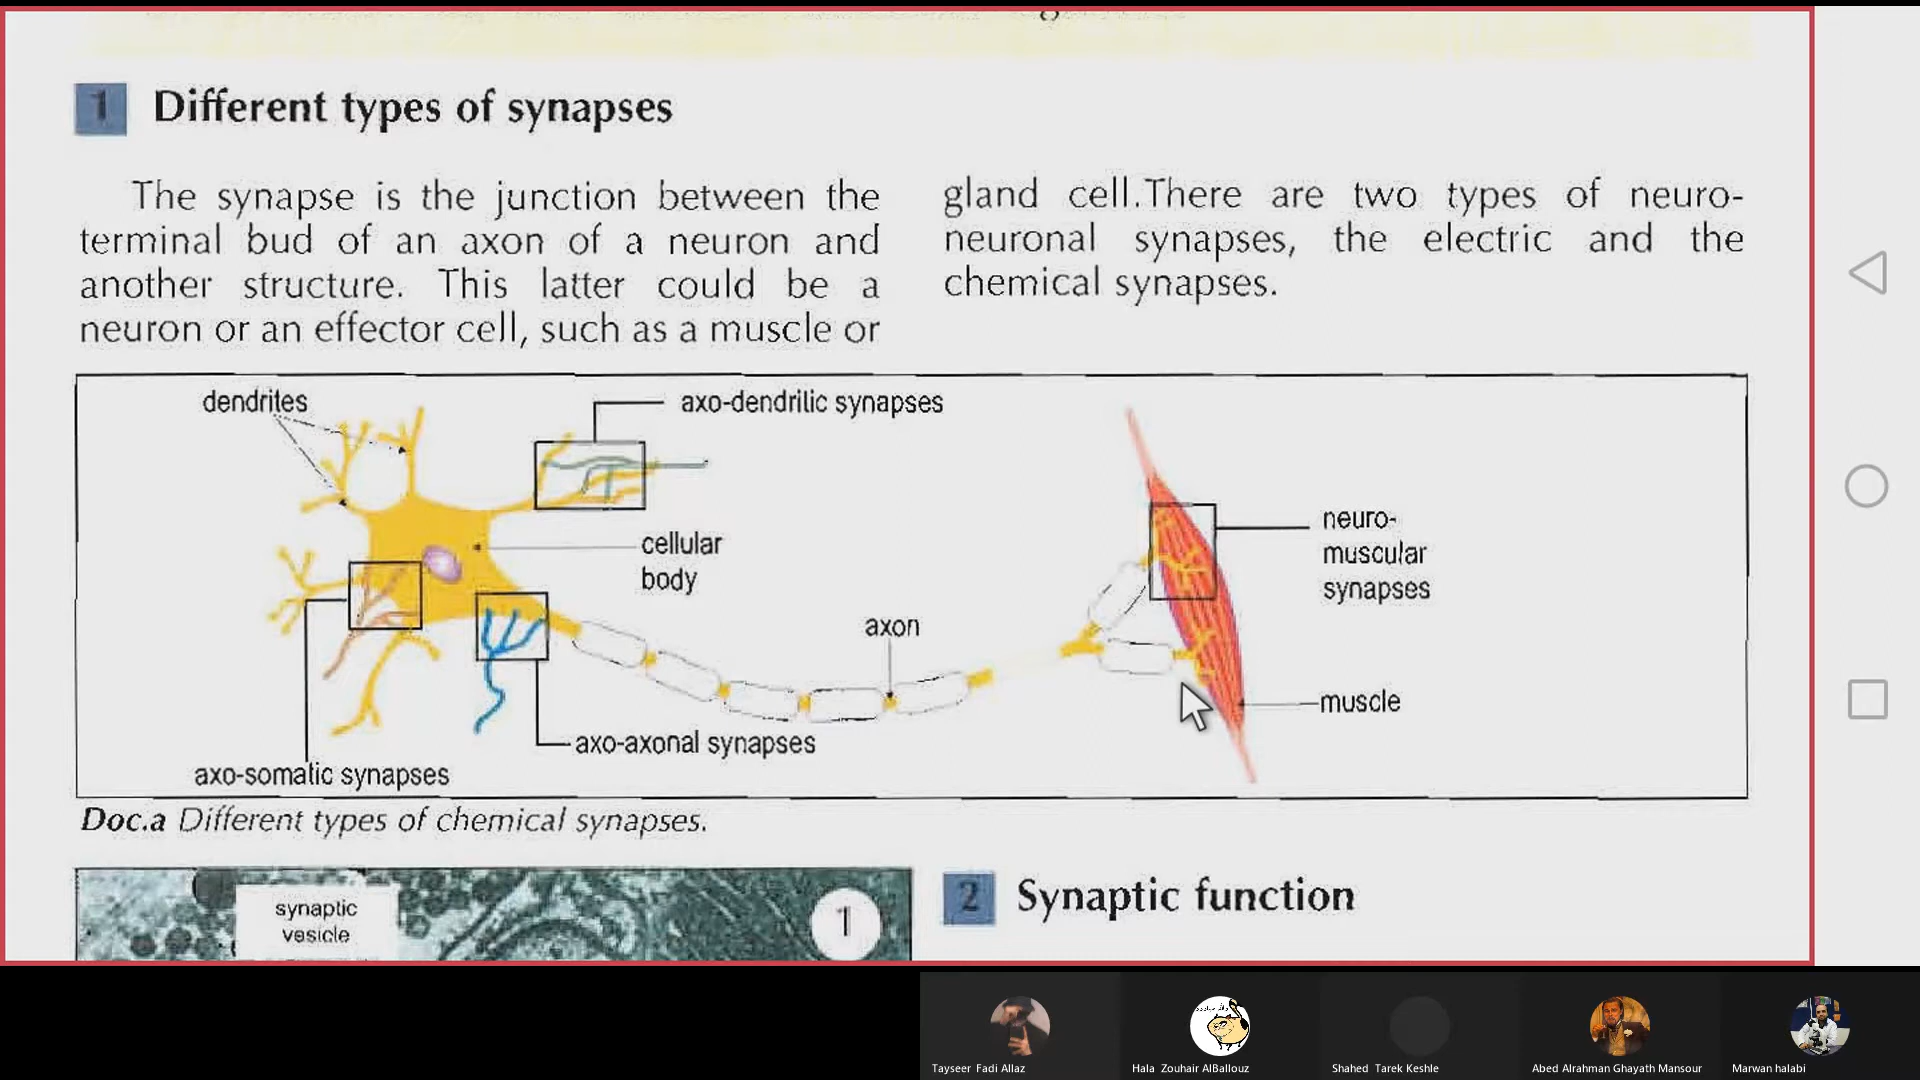 1 Different types of synapses
The synapse is the junction between the
terminal bud of an axon of a neuron and
another structure. This latter could be a
neuron or an effector cell, such as a muscle or
gland cell.There are two types of neuro-
neuronal synapses, the electric and the
chemical synapses.
dendrites
axo-dendrilic synapses
cellular
body
axon
neuro-
muscular
synapses
muscle
axo-axonal synapses
axo-somatic synapses
Doc.a Different types of chemical synapses.
synaptic
vesicle
1
2 Synaptic function
Tayseer Fadi Allaz
Hala Zouhair AlBallouz
Shahed Tarek Keshle
Abed Alrahman Ghayath Mansour
Marwan halabi